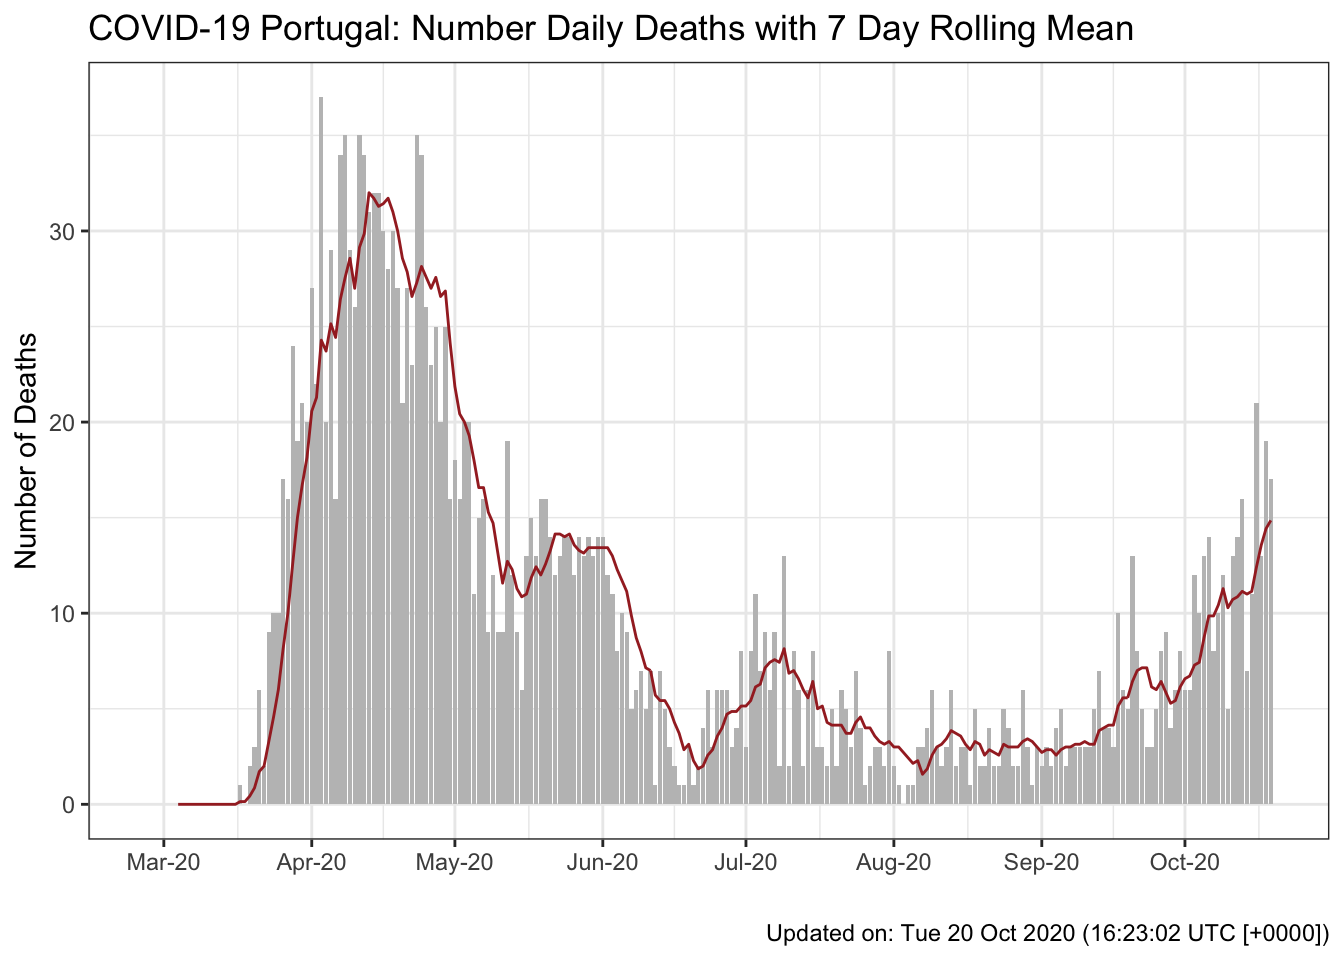 COVID-19 Portugal: Number Daily Deaths with 7 Day Rolling Mean
Number of Deaths
30
20
10
0
Mar-20 Apr-20 May-20 Jun-20 Jul-20 Aug-20 Sep-20 Oct-20
Updated on: Tue 20 Oct 2020 (16:23:02 UTC [+0000])